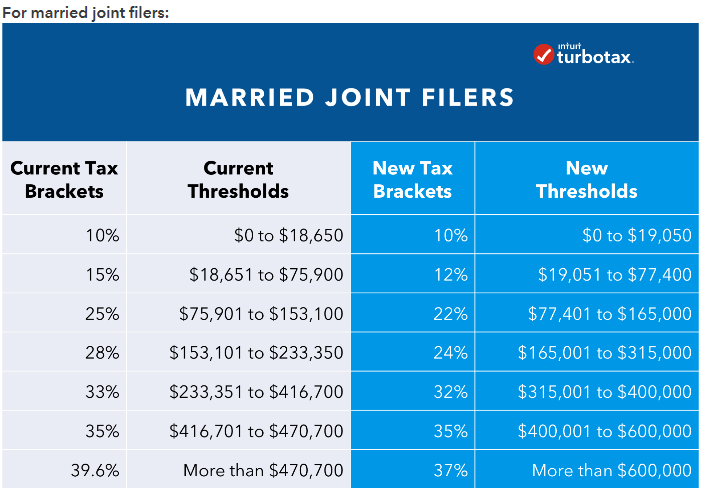 For married joint filers:
intuit
turbotax.
MARRIED JOINT FILERS
Current Tax Brackets Current Thresholds New Tax Brackets New Thresholds
10% $0 to $18,650 10% $0 to $19,050
15% $18,651 to $75,900 12% $19,051 to $77,400
25% $75,901 to $153,100 22% $77,401 to $165,000
28% $153,101 to $233,350 24% $165,001 to $315,000
33% $233,351 to $416,700 32% $315,001 to $400,000
35% $416,701 to $470,700 35% $400,001 to $600,000
39.6% More than $470,700 37% More than $600,000